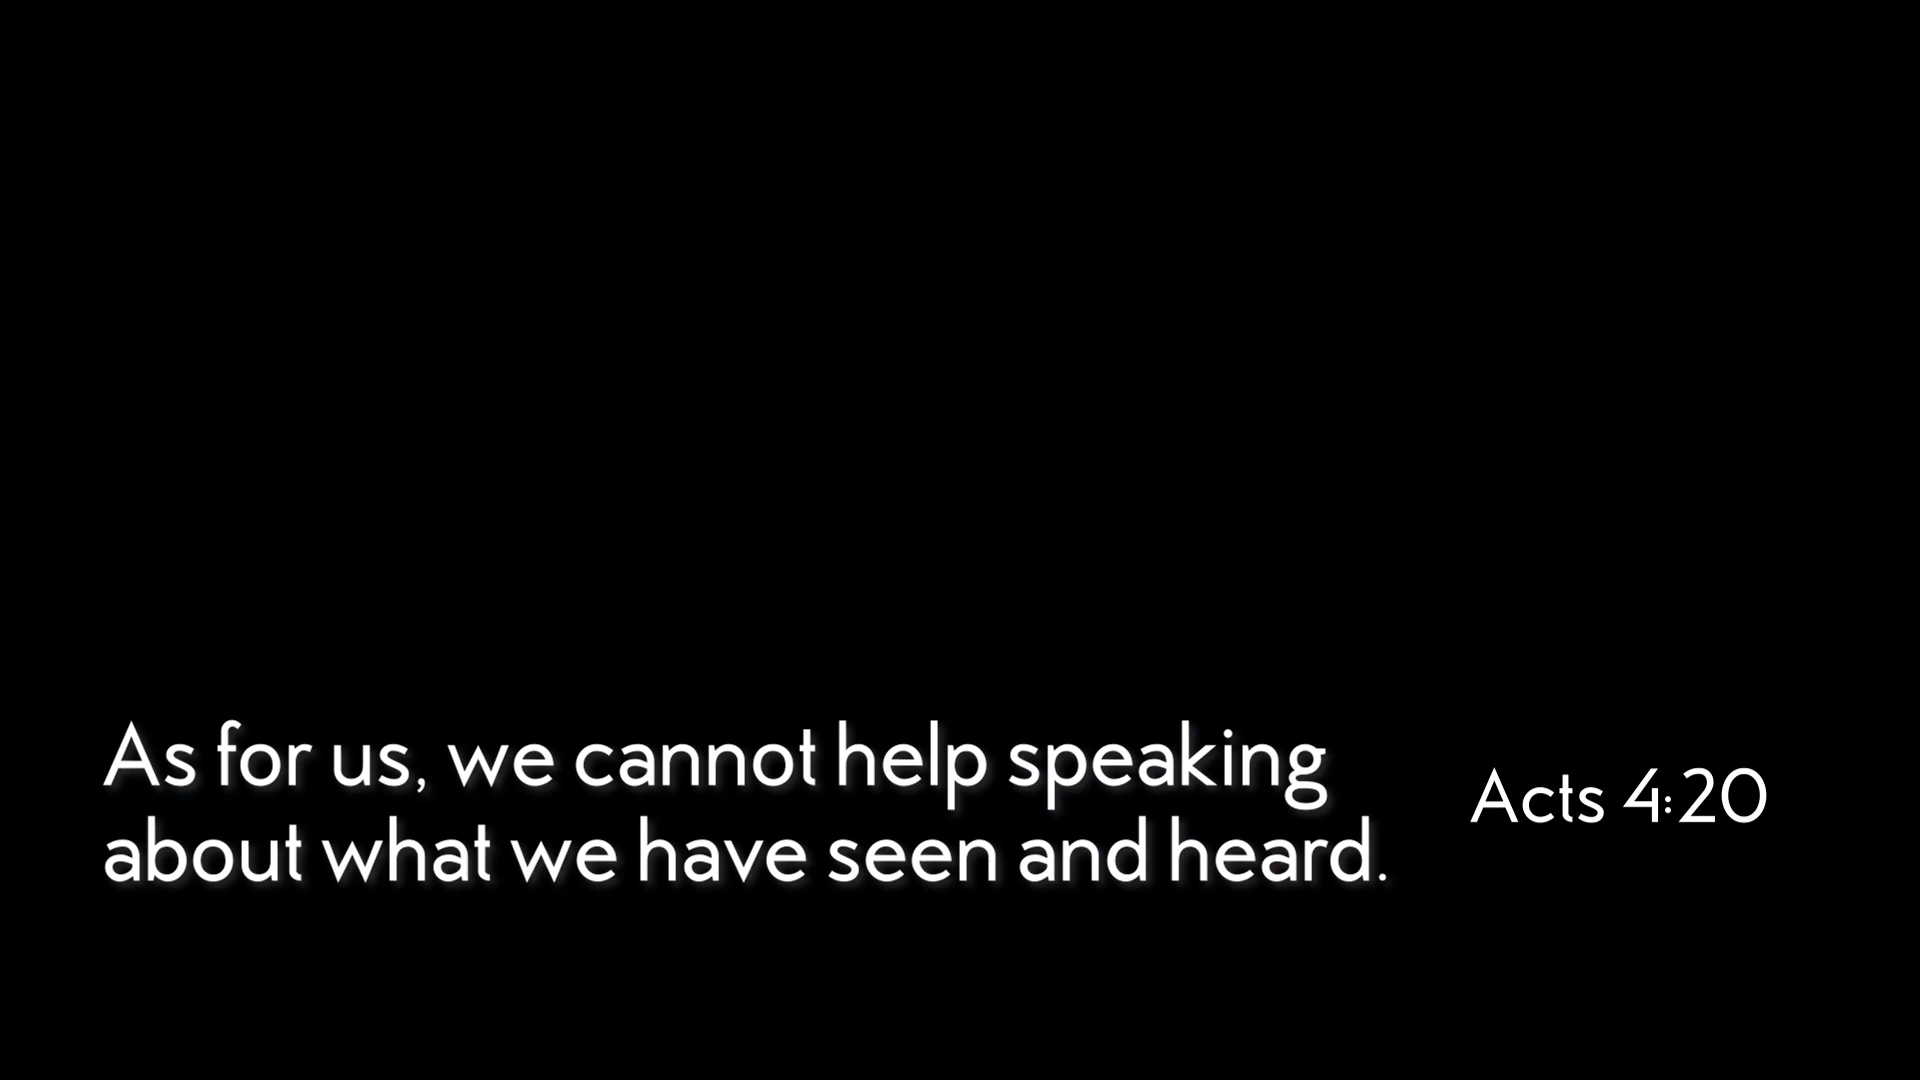 As for us, we cannot help speaking
about what we have seen and heard.
Acts 4:20